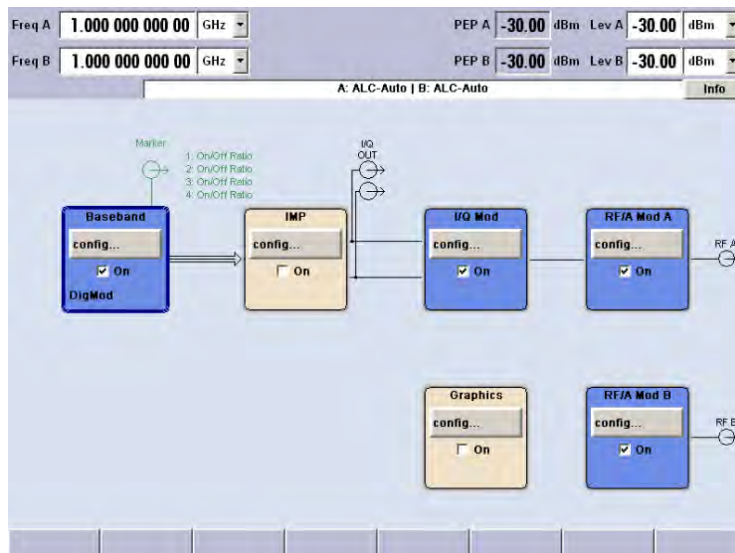 Freq A 1.000 000 000 00 GHz PEP A -30.00 dBm Lev A -30.00 dBm
Freq B 1.000 000 000 00 GHz PEP B -30.00 dBm Lev B -30.00 dBm
A: ALC-Auto | B: ALC-Auto Info
Marker
1: On/Off Ratio
2: On/Off Ratio
3: On/Off Ratio
4: On/Off Ratio
I/Q
OUT
Baseband
config...
On
DigMod
IMP
config...
On
I/Q Mod
config...
On
RF/A Mod A
config...
On
RF A
Graphics
config...
On
RF/A Mod B
config...
On
RF B